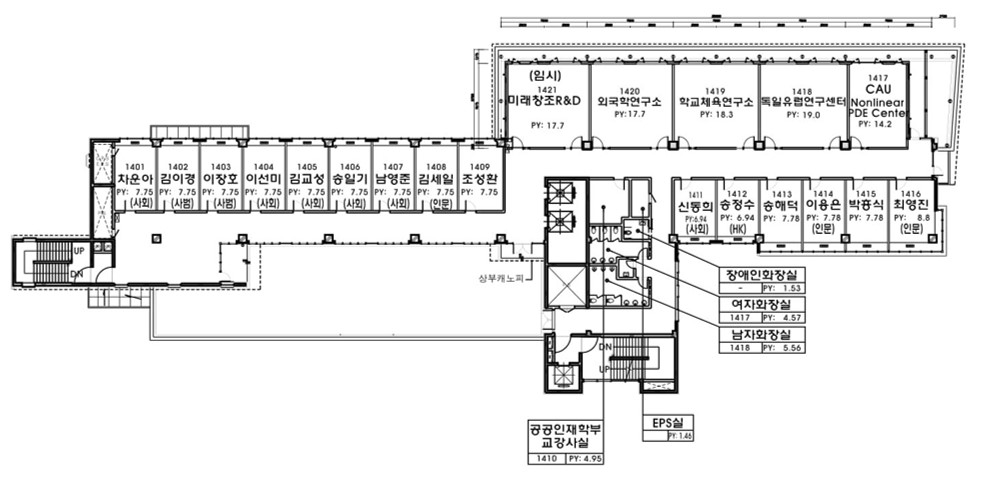 (임시)
1421
미래창조R&D
PY: 17.7
1420
외국학연구소
PY:17.7
1419
학교체육연구소
PY: 18.3
1418
독일유럽연구센터
PY: 19.0
1417
CAU
Nonlinear
PDE Center
PY: 14.2
1401
차운아
PY: 7.75
(사회)
1402
김이경
PY: 7.75
(사범)
1403
이장호
PY: 7.75
(사범)
1404
이선미
PY: 7.75
(사회)
1405
김교성
PY: 7.75
(사회)
1406
송일기
PY: 7.75
(사회)
1407
남영준
PY: 7.75
(사회)
1408
김세일
PY: 7.75
(인문)
1409
조성환
PY: 7.75
1411
신동희
PY:6.94
(사회)
1412
송정수
PY: 6.94
(HK)
1413
송해덕
PY: 7.78
1414
이용은
PY: 7.78
(인문)
1415
박흥식
PY: 7.78
1416
최영진
PY: 8.8
(인문)
UP
DN
상부캐노피
장애인화장실
- PY: 1.53
여자화장실
1417 PY: 4.57
남자화장실
1418 PY: 5.56
DN
UP
공공인재학부
교강사실
1410 PY: 4.95
EPS실
PY: 1.46